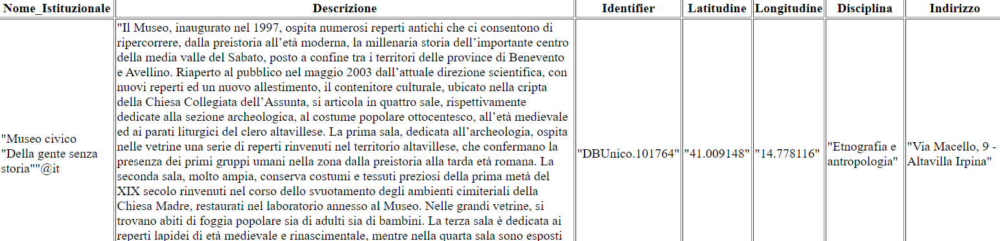 Nome_Istituzionale Descrizione Identifier Latitudine Longitudine Disciplina Indirizzo
"Museo civico
"Della gente senza
storia""@it
"Il Museo, inaugurato nel 1997, ospita numerosi reperti antichi che ci consentono di
ripercorrere, dalla preistoria all’età moderna, la millenaria storia dell’importante centro
della media valle del Sabato, posto a confine tra i territori delle province di Benevento
e Avellino. Riaperto al pubblico nel maggio 2003 dall’attuale direzione scientifica, con
nuovi reperti ed un nuovo allestimento, il contenitore culturale, ubicato nella cripta
della Chiesa Collegiata dell’Assunta, si articola in quattro sale, rispettivamente
dedicate alla sezione archeologica, al costume popolare ottocentesco, all’età medievale
ed ai parati liturgici del clero altavillese. La prima sala, dedicata all’archeologia, ospita
nelle vetrine una serie di reperti rinvenuti nel territorio altavillese, che confermano la
presenza dei primi gruppi umani nella zona dalla preistoria alla tarda età romana. La
seconda sala, molto ampia, conserva costumi e tessuti preziosi della prima metà del
XIX secolo rinvenuti nel corso dello svuotamento degli ambienti cimiteriali della
Chiesa Madre, restaurati nel laboratorio annesso al Museo. Nelle grandi vetrine, si
trovano abiti di foggia popolare sia di adulti sia di bambini. La terza sala è dedicata ai
reperti lapidei di età medievale e rinascimentale, mentre nella quarta sala sono esposti
"DBUnico.101764"
"41.009148"
"14.778116"
"Etnografia e
antropologia"
"Via Macello, 9 -
Altavilla Irpina"